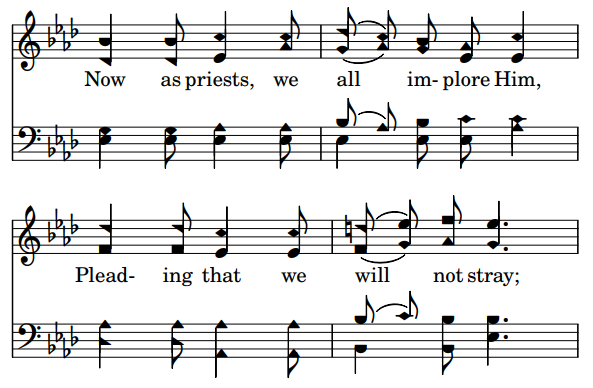 Now as priests, we all im- plore Him,
Plead- ing that we will not stray;